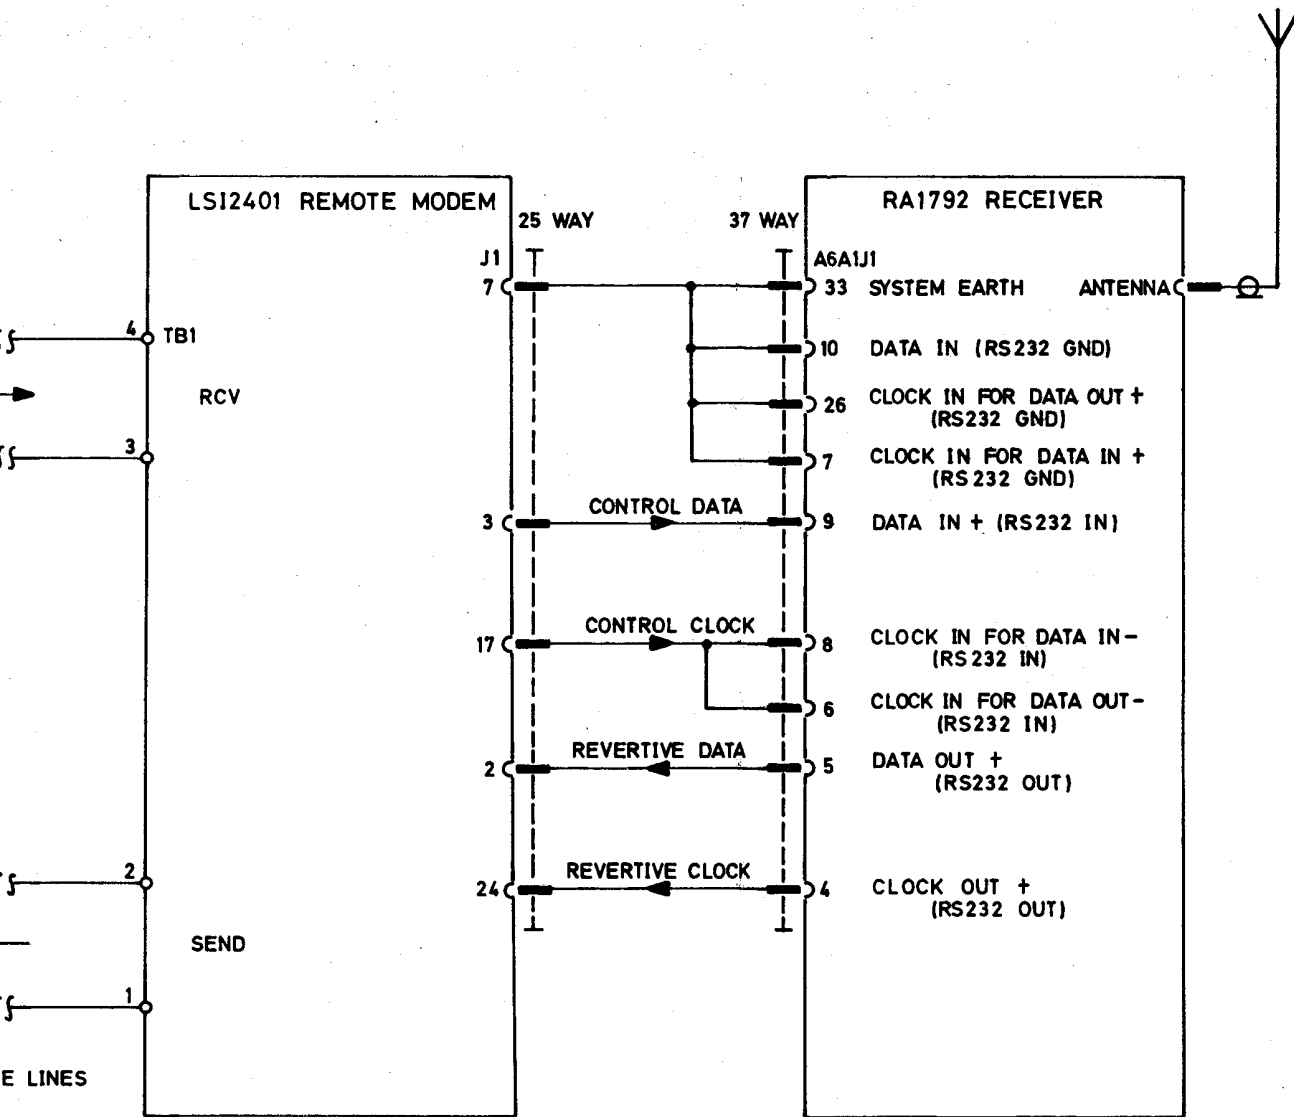 LSI2401 REMOTE MODEM
25 WAY
37 WAY
RA1792 RECEIVER
J1
A6A1J1
7
33 SYSTEM EARTH
ANTENNA
4 TB1
10 DATA IN (RS232 GND)
RCV
26 CLOCK IN FOR DATA OUT +
(RS232 GND)
3
7 CLOCK IN FOR DATA IN +
(RS232 GND)
CONTROL DATA
3
9 DATA IN + (RS232 IN)
CONTROL CLOCK
17
8 CLOCK IN FOR DATA IN -
(RS232 IN)
6 CLOCK IN FOR DATA OUT -
(RS232 IN)
REVERTIVE DATA
2
5 DATA OUT +
(RS232 OUT)
2
REVERTIVE CLOCK
24
4 CLOCK OUT +
(RS232 OUT)
SEND
1
E LINES